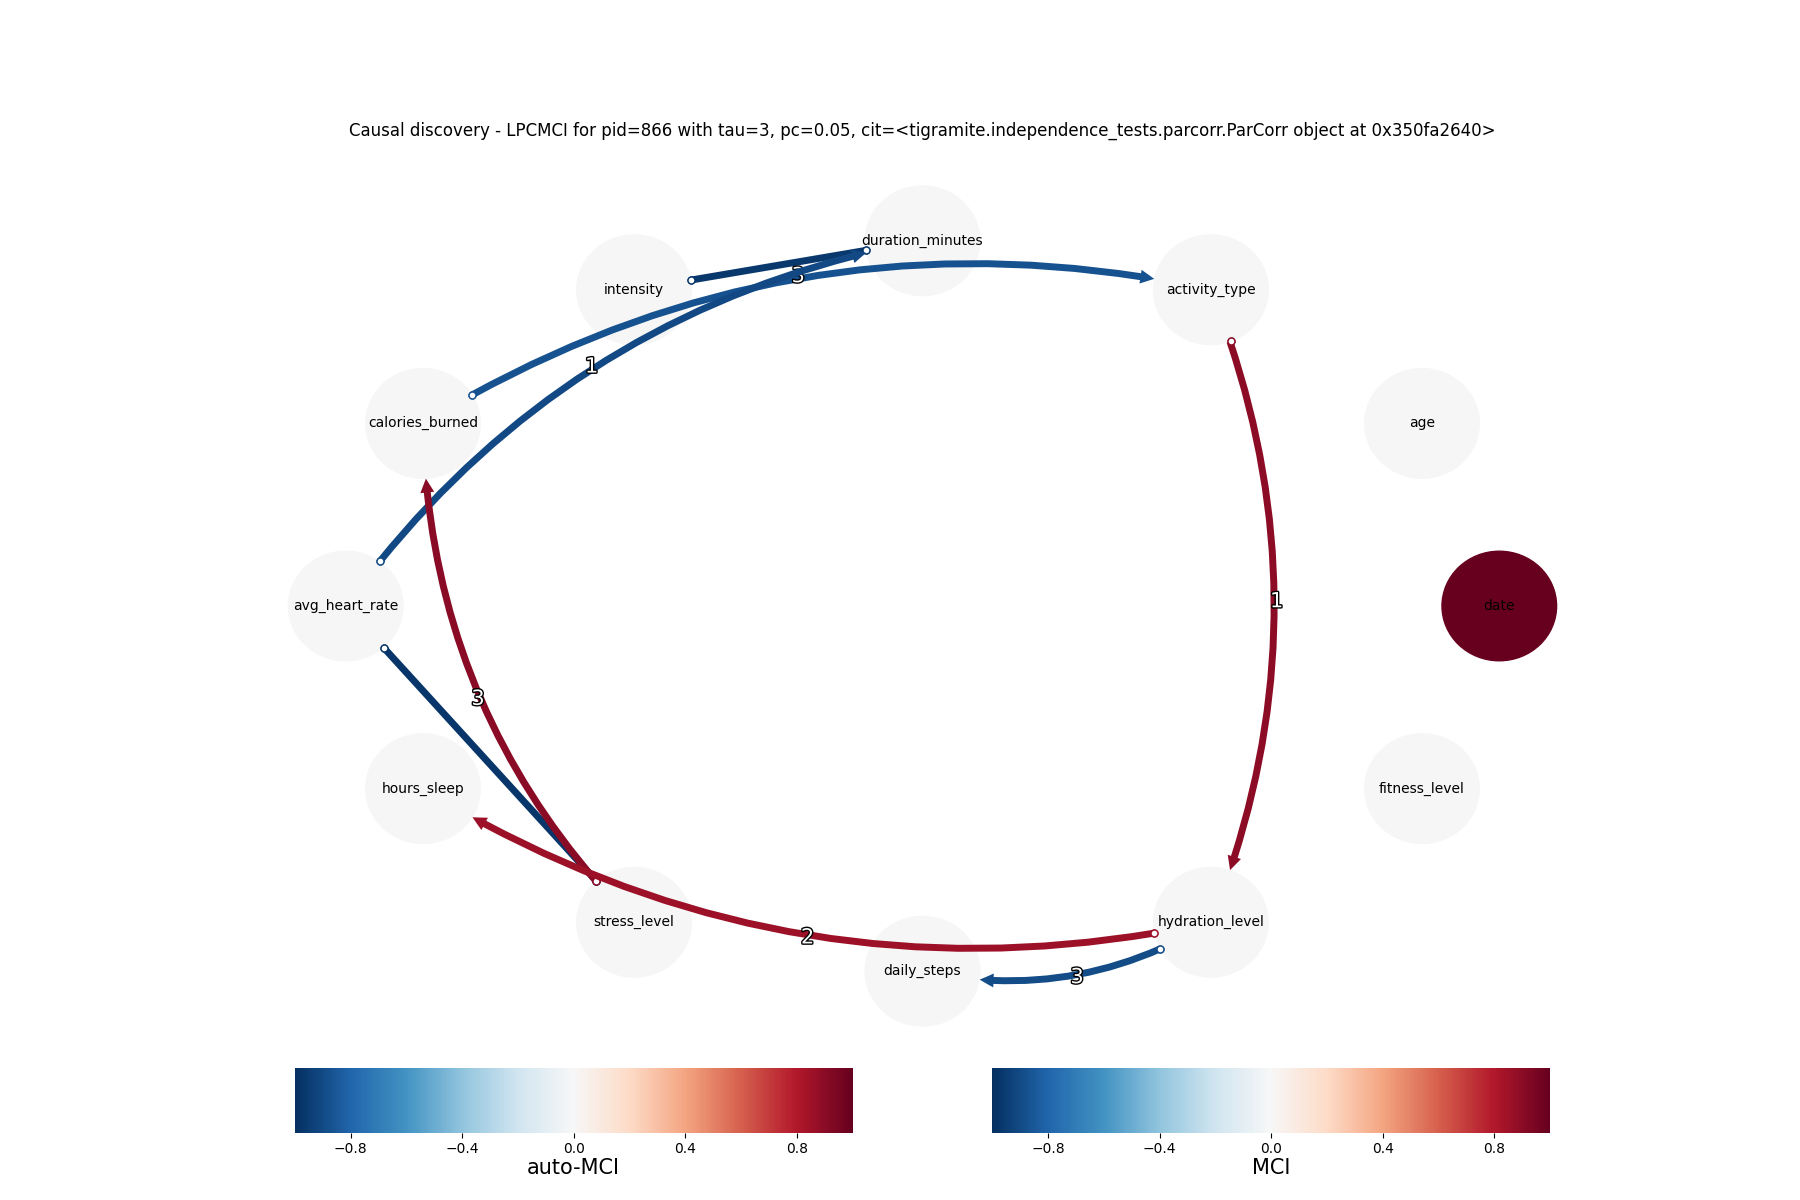 Causal discovery - LPCMCI for pid=866 with tau=3, pc=0.05, cit=<tigramite.independence_tests.parcorr.ParCorr object at 0x350fa2640>
duration_minutes
intensity
activity_type
3
1
calories_burned
age
avg_heart_rate
1
date
3
hours_sleep
fitness_level
stress_level
2
hydration_level
daily_steps
3
−0.8 −0.4 0.0 0.4 0.8
auto-MCI
−0.8 −0.4 0.0 0.4 0.8
MCI